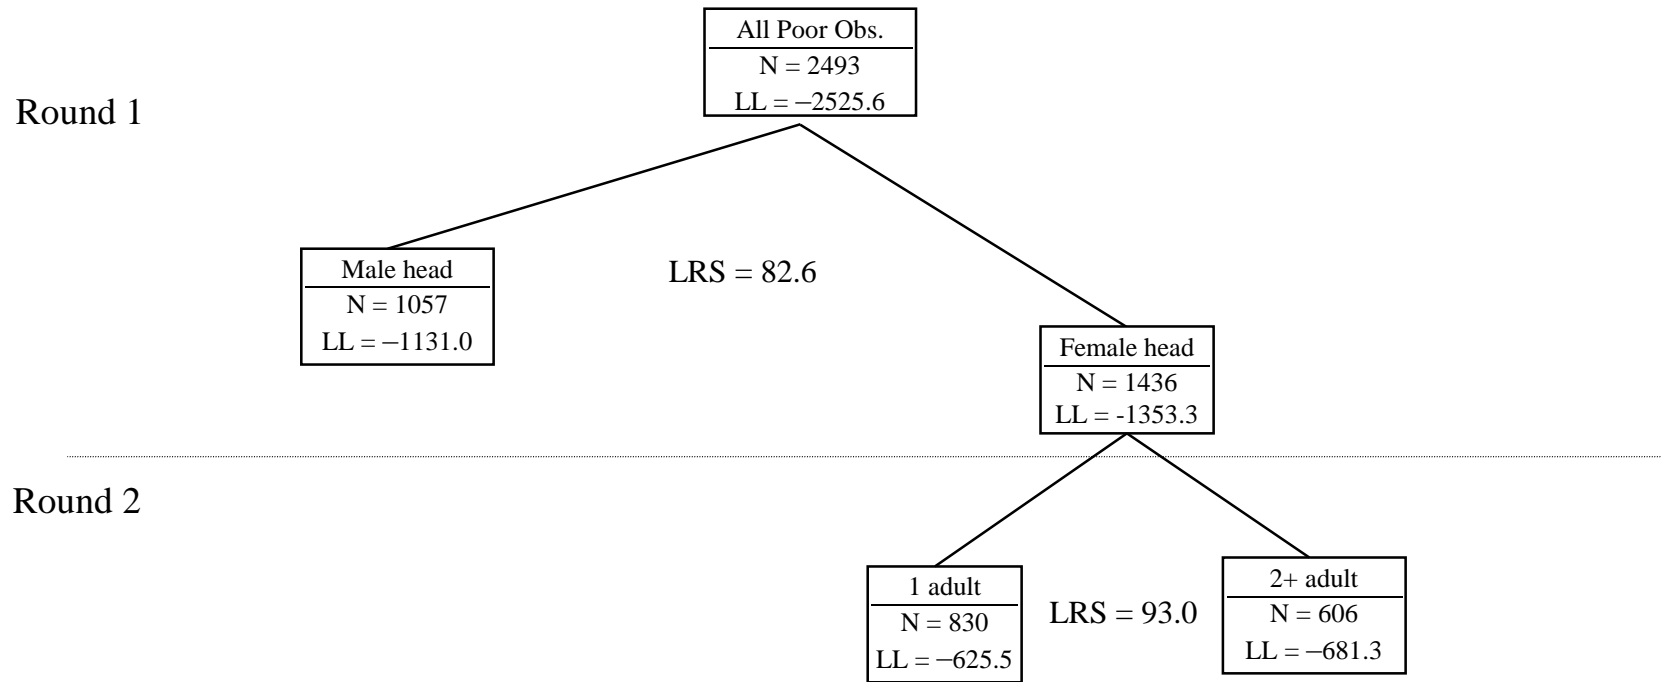 All Poor Obs.
N = 2493
LL = −2525.6
Round 1
Male head
N = 1057
LL = −1131.0
LRS = 82.6
Female head
N = 1436
LL = -1353.3
Round 2
1 adult
N = 830
LL = −625.5
LRS = 93.0
2+ adult
N = 606
LL = −681.3